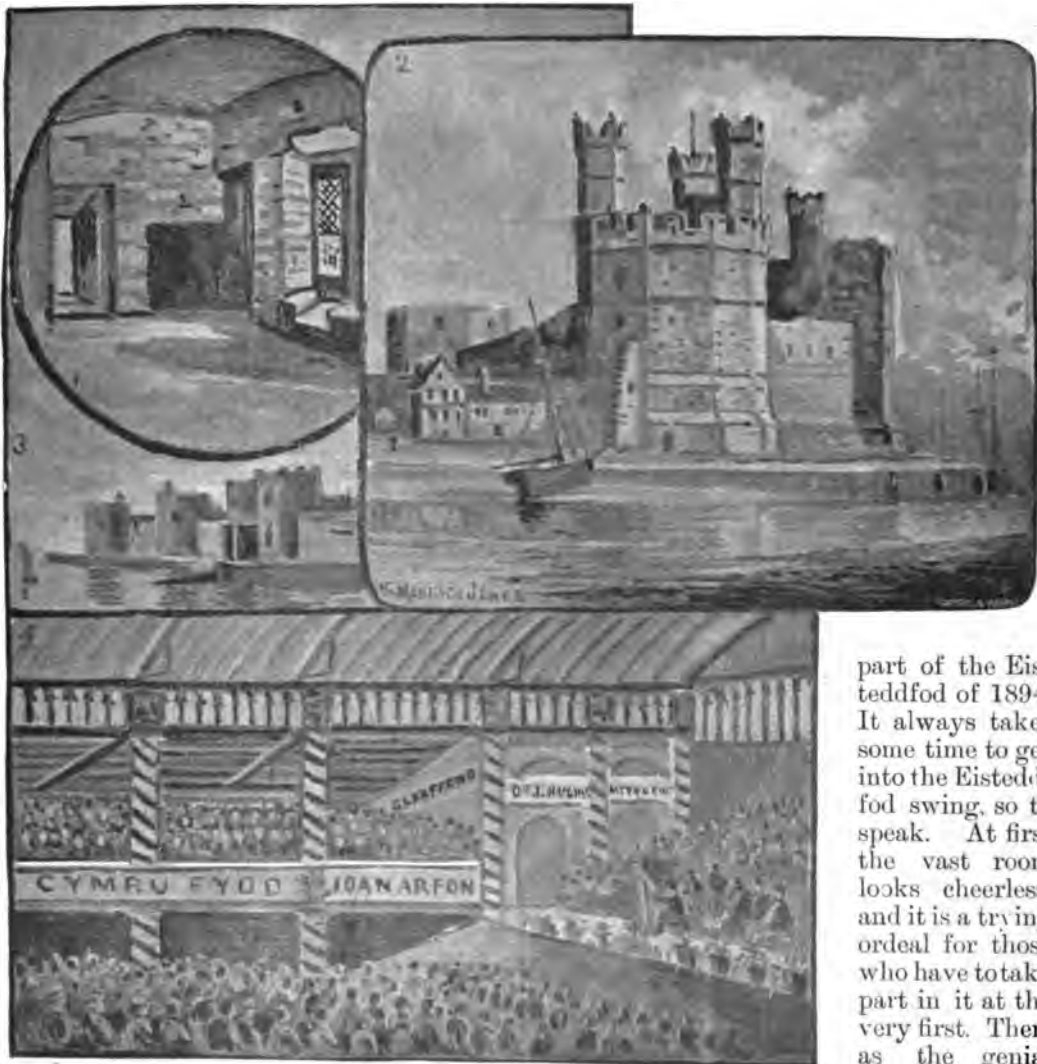 2
3
CYMRU FYDD
IOAN ARFON
part of the Eis
teddfod of 1894
It always take
some time to ge
into the Eistedd
fod swing, so t
speak. At firs
the vast room
looks cheerles
and it is a tryin
ordeal for thos
who have to tak
part in it at th
very first. Ther
as the genia